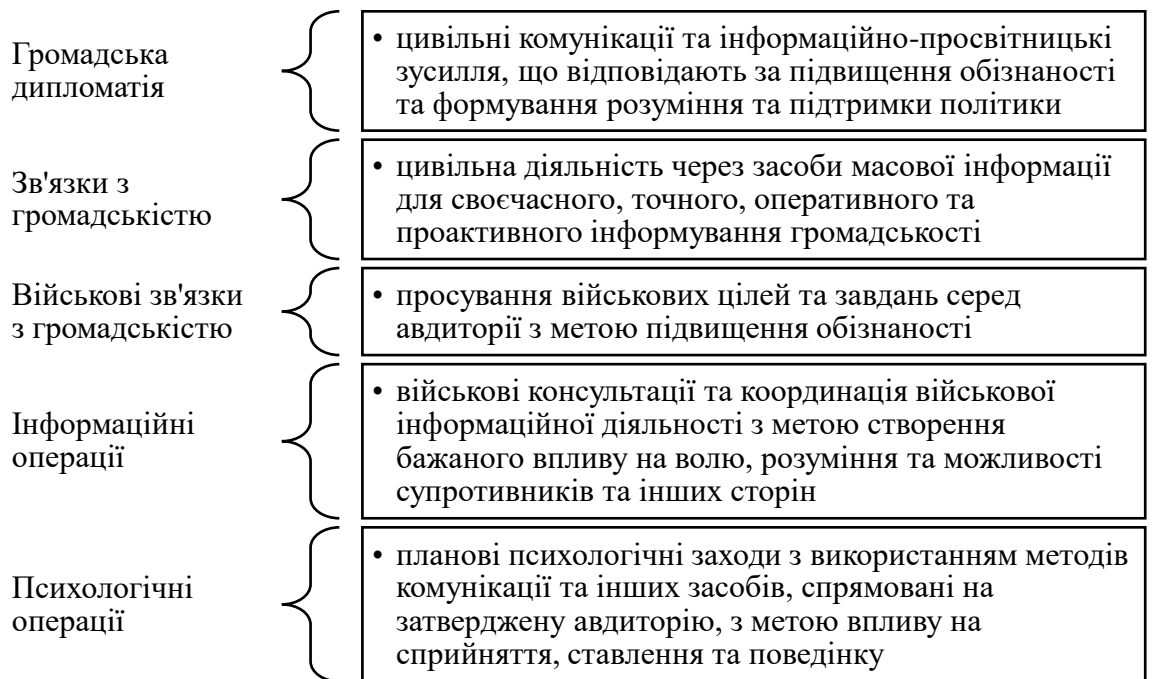 Громадська
дипломатія
• цивільні комунікації та інформаційно-просвітницькі
зусилля, що відповідають за підвищення обізнаності
та формування розуміння та підтримки політики
Зв'язки з
громадськістю
• цивільна діяльність через засоби масової інформації
для своєчасного, точного, оперативного та
проактивного інформування громадськості
Військові зв'язки
з громадськістю
• просування військових цілей та завдань серед
авдиторії з метою підвищення обізнаності
Інформаційні
операції
• військові консультації та координація військової
інформаційної діяльності з метою створення
бажаного впливу на волю, розуміння та можливості
супротивників та інших сторін
Психологічні
операції
• планові психологічні заходи з використанням методів
комунікації та інших засобів, спрямовані на
затверджену авдиторію, з метою впливу на
сприйняття, ставлення та поведінку